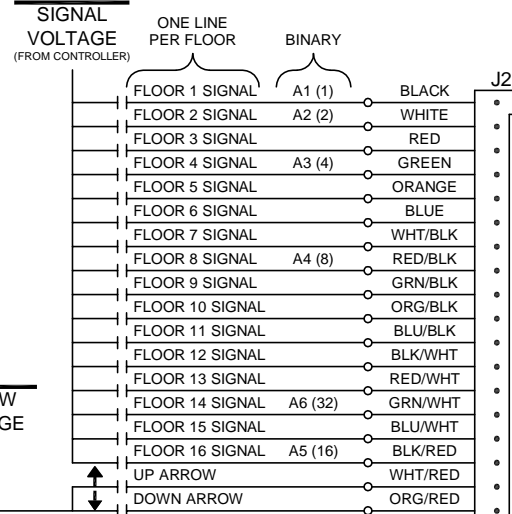 SIGNAL
VOLTAGE
(FROM CONTROLLER)
ONE LINE
PER FLOOR
BINARY
J2
FLOOR 1 SIGNAL A1 (1) BLACK
FLOOR 2 SIGNAL A2 (2) WHITE
FLOOR 3 SIGNAL RED
FLOOR 4 SIGNAL A3 (4) GREEN
FLOOR 5 SIGNAL ORANGE
FLOOR 6 SIGNAL BLUE
FLOOR 7 SIGNAL WHT/BLK
FLOOR 8 SIGNAL A4 (8) RED/BLK
FLOOR 9 SIGNAL GRN/BLK
FLOOR 10 SIGNAL ORG/BLK
FLOOR 11 SIGNAL BLU/BLK
FLOOR 12 SIGNAL BLK/WHT
FLOOR 13 SIGNAL RED/WHT
FLOOR 14 SIGNAL A6 (32) GRN/WHT
FLOOR 15 SIGNAL BLU/WHT
FLOOR 16 SIGNAL A5 (16) BLK/RED
UP ARROW WHT/RED
DOWN ARROW ORG/RED
W
GE